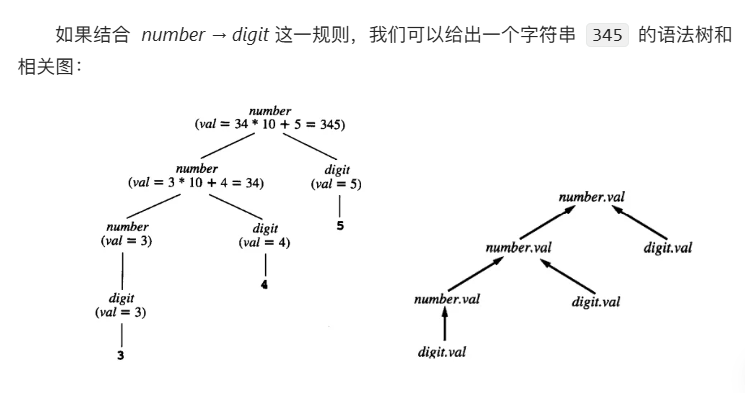 如果结合 number → digit 这一规则，我们可以给出一个字符串 345 的语法树和
相关图：
number
(val = 34 * 10 + 5 = 345)
number
(val = 3 * 10 + 4 = 34)
digit
(val = 5)
number
(val = 3)
digit
(val = 4)
5
digit
(val = 3)
4
3
number.val
number.val
digit.val
number.val
digit.val
digit.val